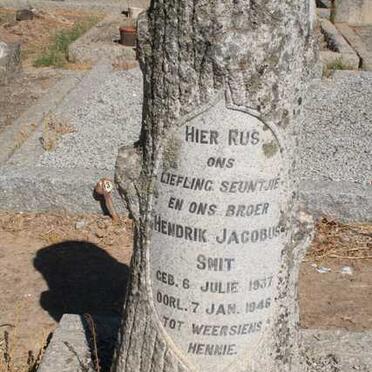 HIER RUS
ONS
LIEFLING SEUNTJIE
EN ONS BROER
HENDRIK JACOBUS
SMIT
GEB. 6 JULIE 1937
OORL. 7 JAN. 1946
TOT WEERSIENS
HENNIE.